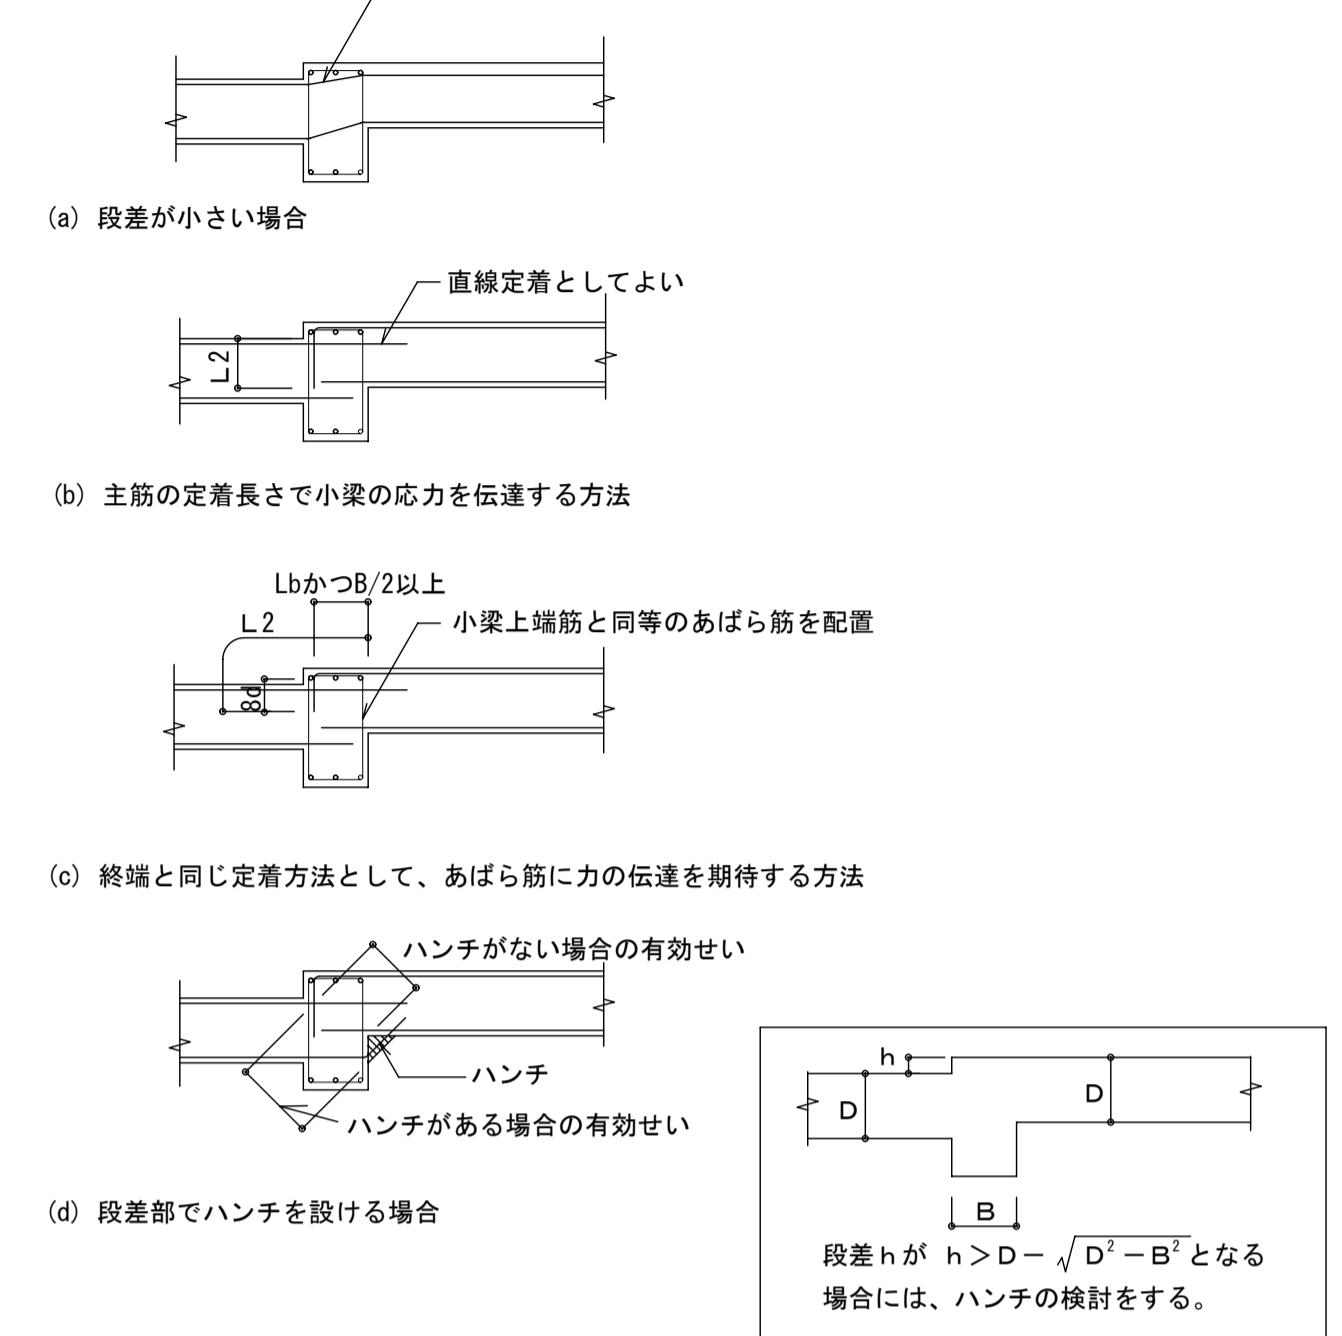 (a) 段差が小さい場合
直線定着としてよい
L2
(b) 主筋の定着長さで小梁の応力を伝達する方法
LbかつB/2以上
L2
小梁上端筋と同等のあばら筋を配置
8d
(c) 終端と同じ定着方法として、あばら筋に力の伝達を期待する方法
ハンチがない場合の有効せい
ハンチ
ハンチがある場合の有効せい
(d) 段差部でハンチを設ける場合
h
D
D
B
段差hが h>D-√D²-B²となる
場合には、ハンチの検討をする。